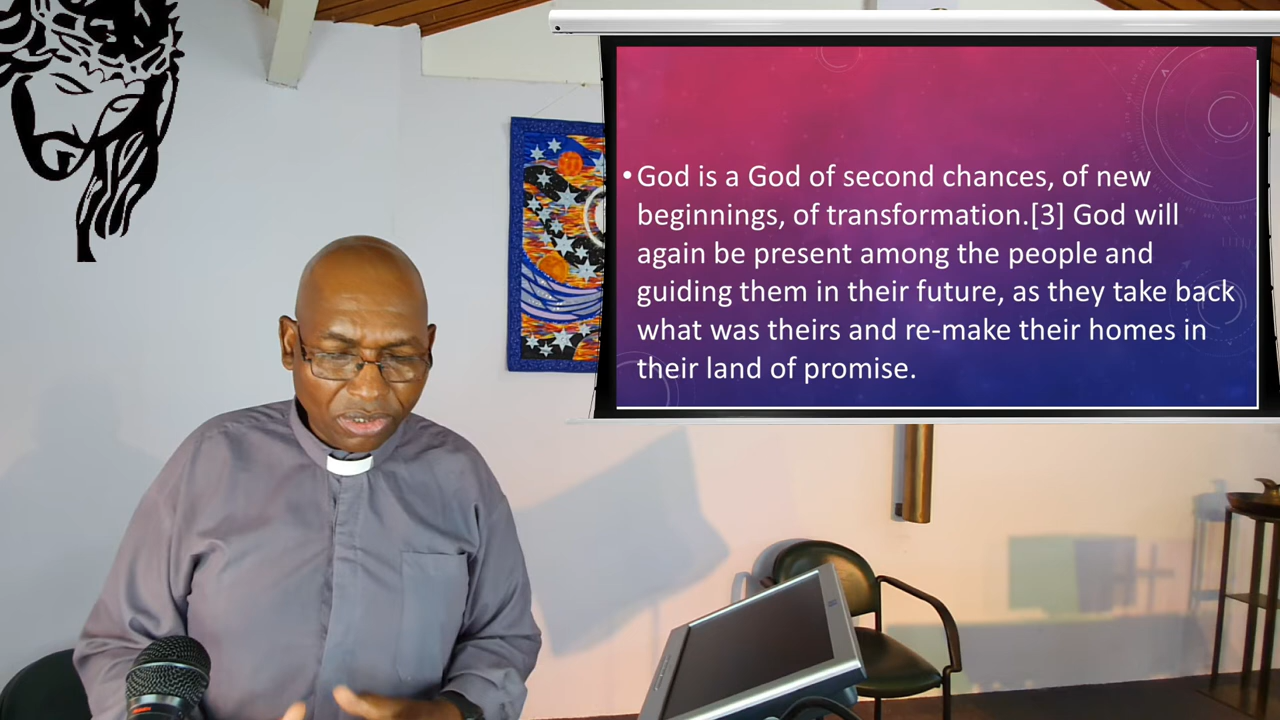 •God is a God of second chances, of new
beginnings, of transformation.[3] God will
again be present among the people and
guiding them in their future, as they take back
what was theirs and re-make their homes in
their land of promise.